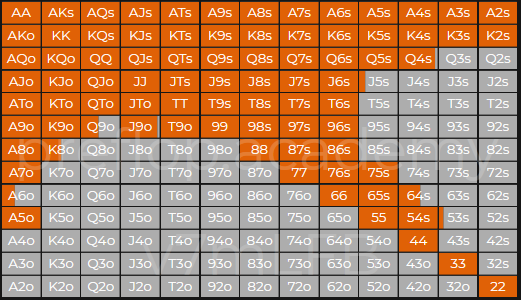 AA AKs AQs AJs ATs A9s A8s A7s A6s A5s A4s A3s A2s
AKo KK KQs KJs KTs K9s K8s K7s K6s K5s K4s K3s K2s
AQo KQo QQ QJs QTs Q9s Q8s Q7s Q6s Q5s Q4s Q3s Q2s
AJo KJo QJo JJ JTs J9s J8s J7s J6s J5s J4s J3s J2s
ATo KTo QTo JTo TT T9s T8s T7s T6s T5s T4s T3s T2s
A9o K9o Q9o J9o T9o 99 98s 97s 96s 95s 94s 93s 92s
A8o K8o Q8o J8o T8o 98o 88 87s 86s 85s 84s 83s 82s
preflop.academy
A7o K7o Q7o J7o T7o 97o 87o 77 76s 75s 74s 73s 72s
A6o K6o Q6o J6o T6o 96o 86o 76o 66 65s 64s 63s 62s
A5o K5o Q5o J5o T5o 95o 85o 75o 65o 55 54s 53s 52s
A4o K4o Q4o J4o T4o 94o 84o 74o 64o 54o 44 43s 42s
A3o K3o Q3o J3o T3o 93o 83o 73o 63o 53o 43o 33 32s
A2o K2o Q2o J2o T2o 92o 82o 72o 62o 52o 42o 32o 22